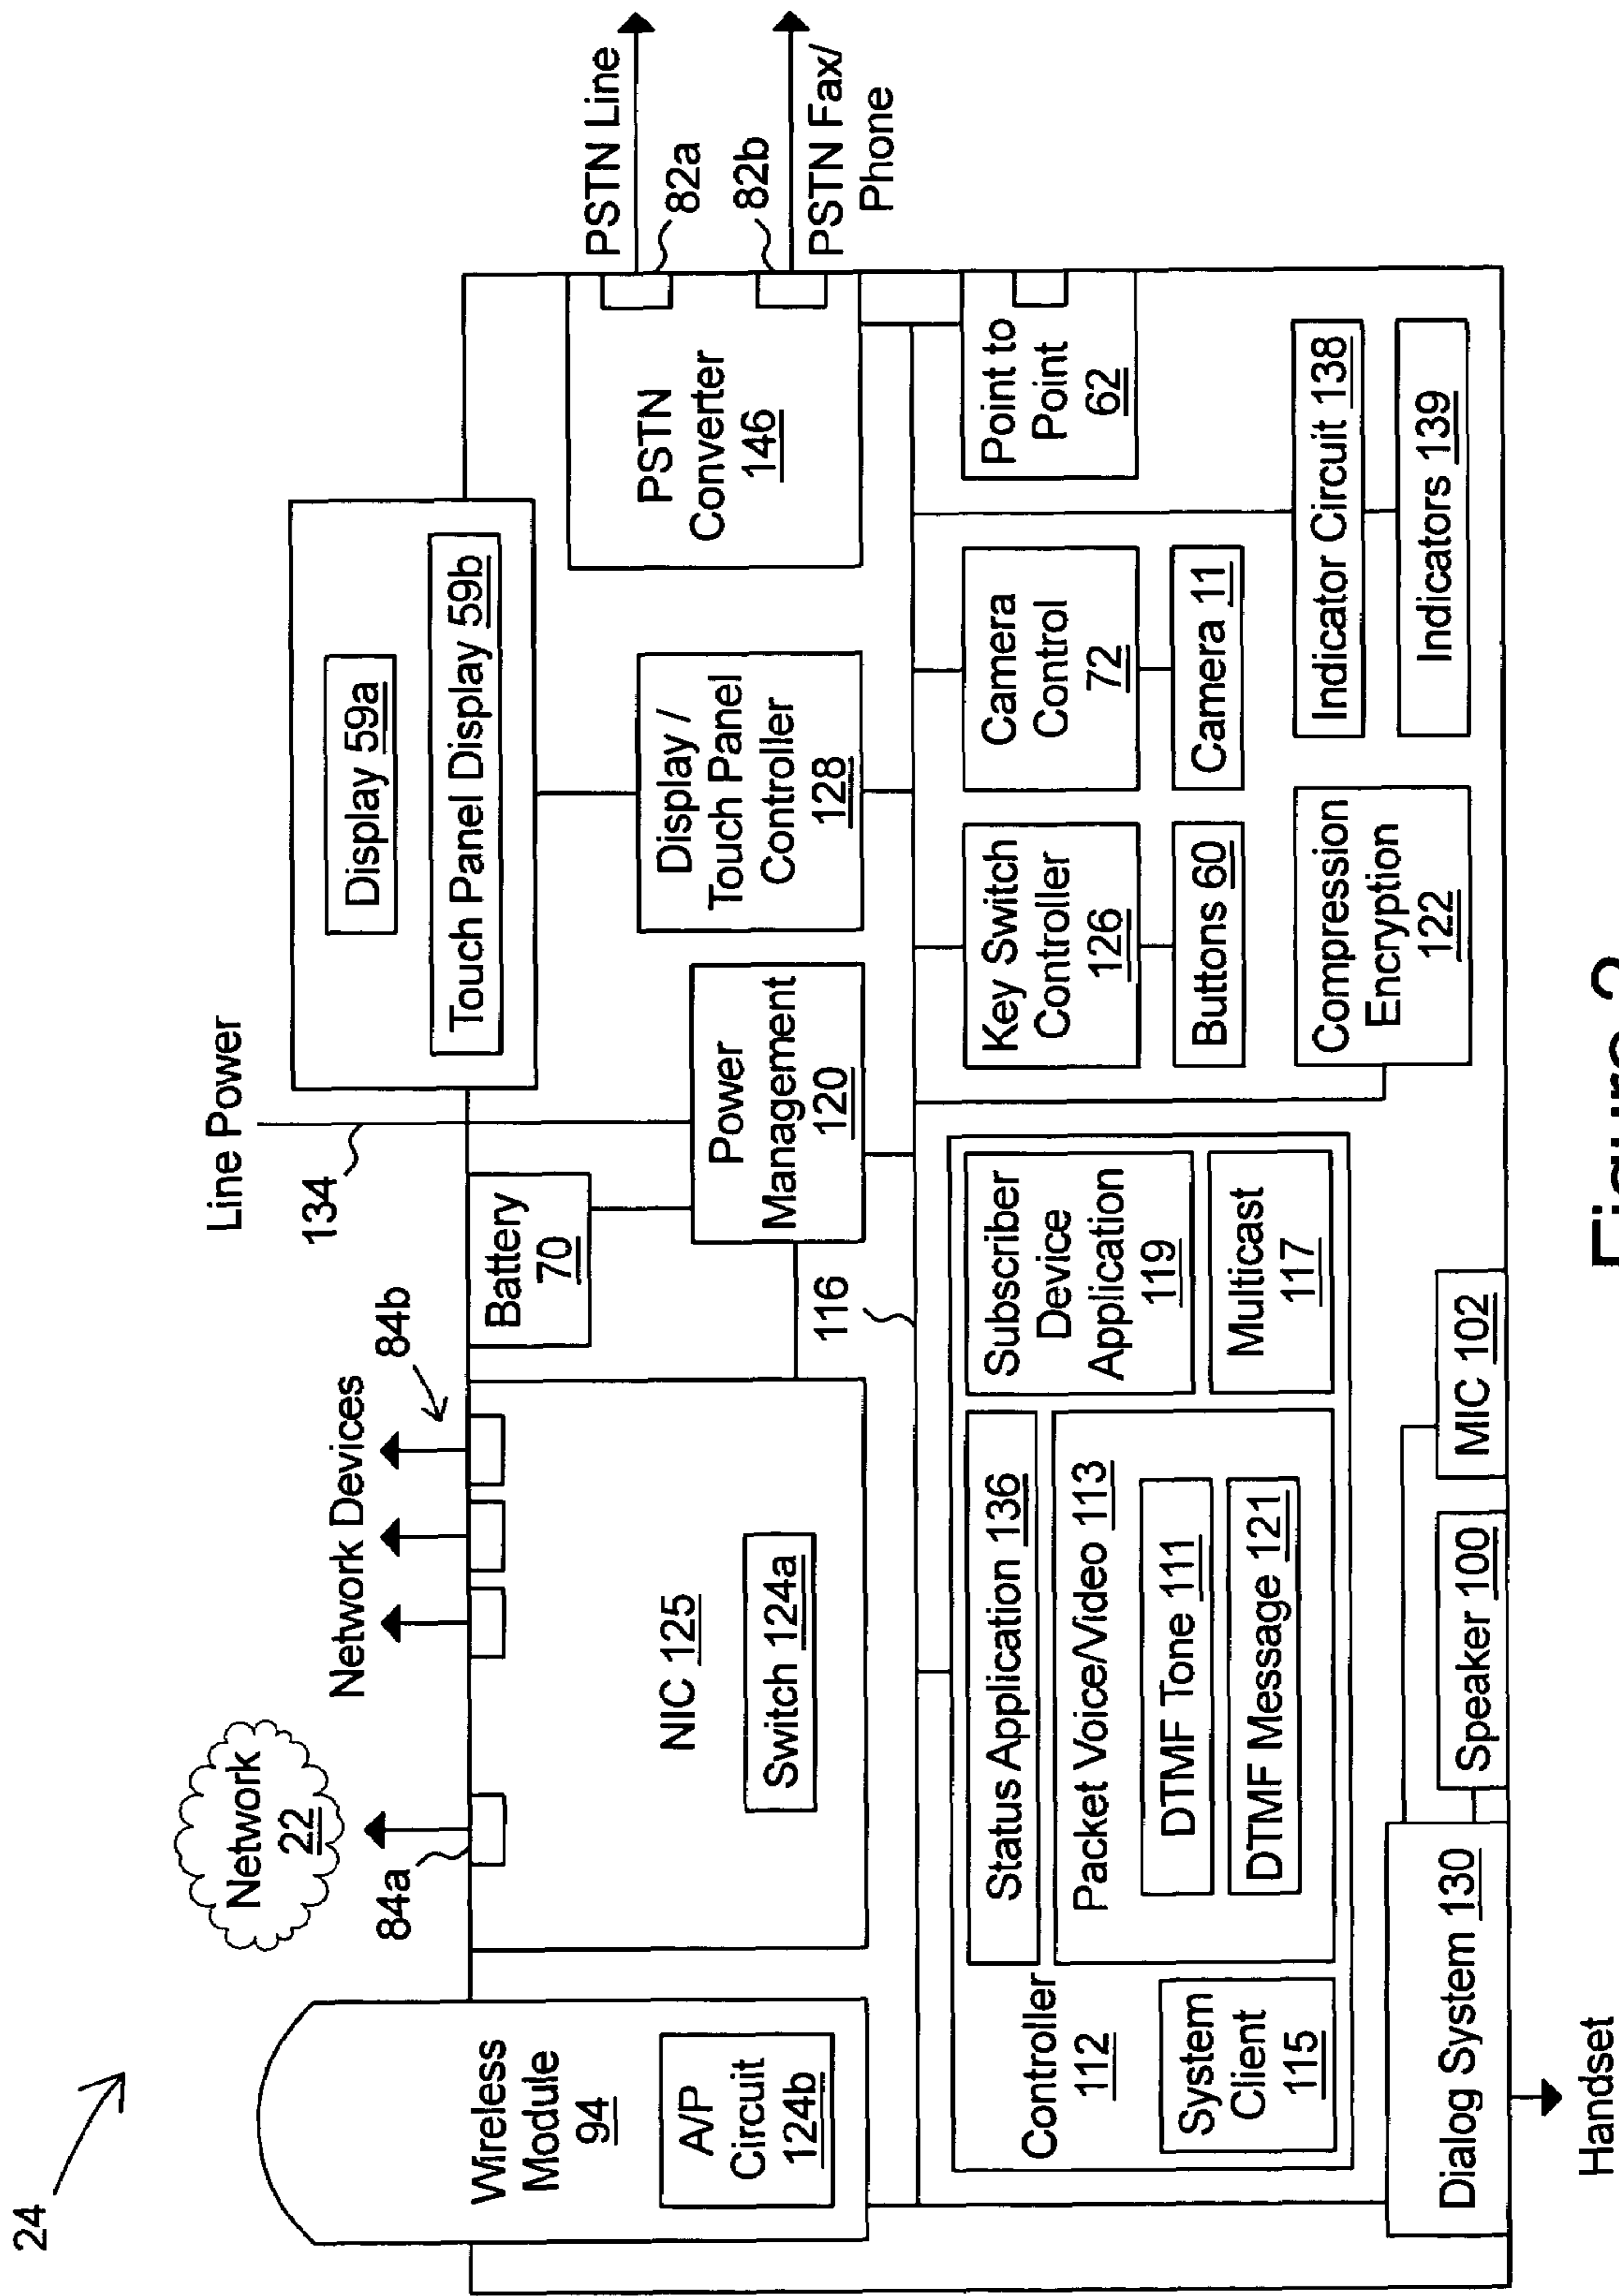 24
Network
22
Network Devices
84a
84b
Line Power
134
Wireless
Module
94
A/P
Circuit
124b
NIC 125
Switch 124a
Battery
70
Power
Management
120
Display 59a
Touch Panel Display 59b
Display /
Touch Panel
Controller
128
PSTN
Converter
146
PSTN Line
82a
82b
PSTN Fax/
Phone
116
Controller
112
System
Client
115
Status Application 136
Packet Voice/Video 113
DTMF Tone 111
DTMF Message 121
Subscriber
Device
Application
119
Multicast
117
Key Switch
Controller
126
Buttons 60
Camera
Control
72
Camera 11
Point to
Point
62
Compression
Encryption
122
Indicator Circuit 138
Indicators 139
Dialog System 130
Speaker 100
MIC 102
Handset